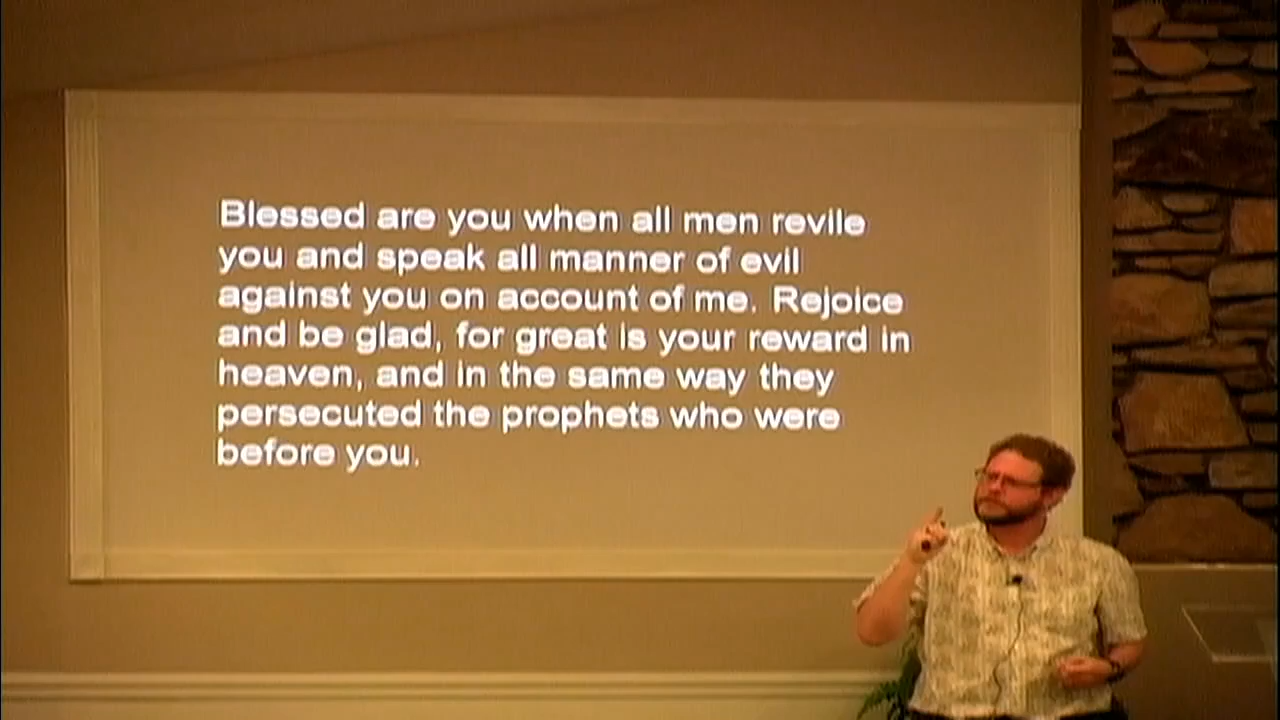 Blessed are you when all men revile
you and speak all manner of evil
against you on account of me. Rejoice
and be glad, for great is your reward in
heaven, and in the same way they
persecuted the prophets who were
before you.